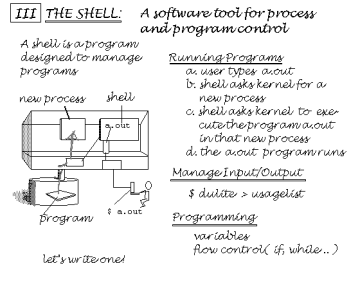 III THE SHELL: A software tool for process
and program control
A shell is a program
designed to manage
programs
new process shell
a.out
$ a.out
program
let's write one!
Running Programs
a. user types a.out
b. shell asks kernel for a
new process
c. shell asks kernel to exe-
cute the program a.out
in that new process
d. the a.out program runs
Manage Input/Output
$ dulite > usagelist
Programming
variables
flow control ( if, while .. )